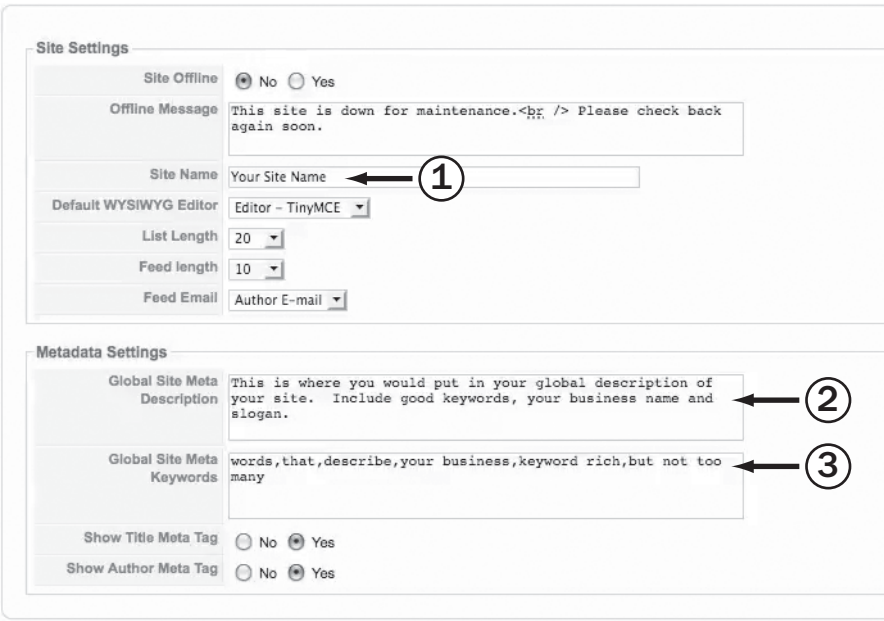 Site Settings
Site Offline No Yes
Offline Message This site is down for maintenance.<br /> Please check back
again soon.
Site Name Your Site Name 1
Default WYSIWYG Editor Editor – TinyMCE
List Length 20
Feed length 10
Feed Email Author E-mail
Metadata Settings
Global Site Meta This is where you would put in your global description of
Description your site. Include good keywords, your business name and 2
slogan.
Global Site Meta words,that,describe,your business,keyword rich,but not too 3
Keywords many
Show Title Meta Tag No Yes
Show Author Meta Tag No Yes